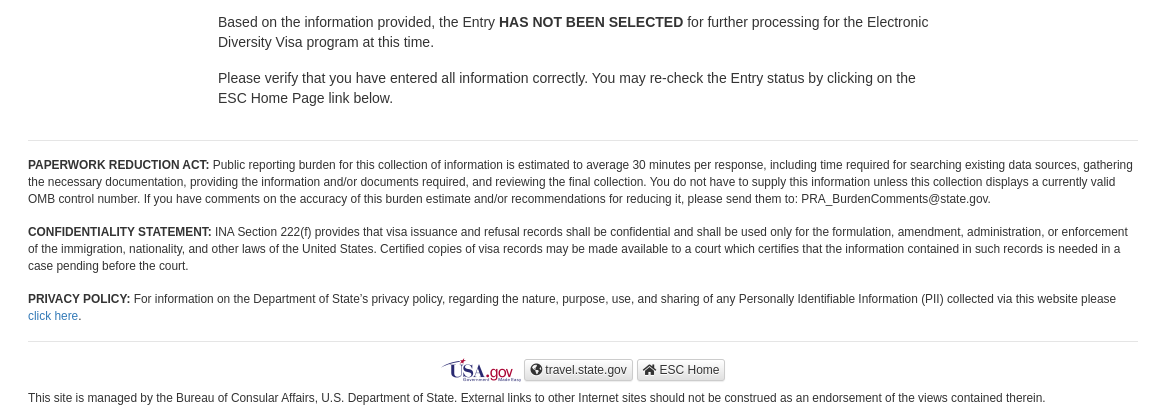 Based on the information provided, the Entry HAS NOT BEEN SELECTED for further processing for the Electronic
Diversity Visa program at this time.
Please verify that you have entered all information correctly. You may re-check the Entry status by clicking on the
ESC Home Page link below.
PAPERWORK REDUCTION ACT: Public reporting burden for this collection of information is estimated to average 30 minutes per response, including time required for searching existing data sources, gathering
the necessary documentation, providing the information and/or documents required, and reviewing the final collection. You do not have to supply this information unless this collection displays a currently valid
OMB control number. If you have comments on the accuracy of this burden estimate and/or recommendations for reducing it, please send them to: PRA_BurdenComments@state.gov.
CONFIDENTIALITY STATEMENT: INA Section 222(f) provides that visa issuance and refusal records shall be confidential and shall be used only for the formulation, amendment, administration, or enforcement
of the immigration, nationality, and other laws of the United States. Certified copies of visa records may be made available to a court which certifies that the information contained in such records is needed in a
case pending before the court.
PRIVACY POLICY: For information on the Department of State’s privacy policy, regarding the nature, purpose, use, and sharing of any Personally Identifiable Information (PII) collected via this website please
click here.
USA.gov travel.state.gov ESC Home
Government Made Easy
This site is managed by the Bureau of Consular Affairs, U.S. Department of State. External links to other Internet sites should not be construed as an endorsement of the views contained therein.